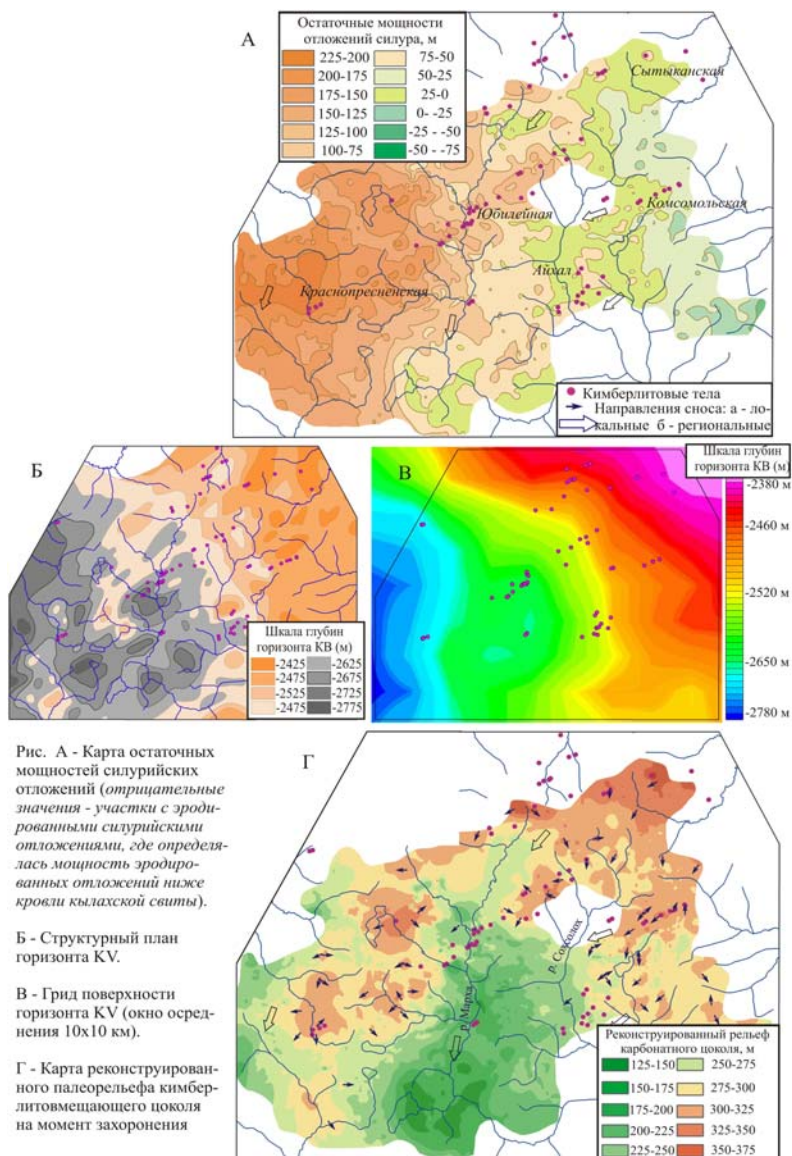 А
Остаточные мощности
отложений силура, м
225-200
200-175
175-150
150-125
125-100
100-75
75-50
50-25
25-0
0- -25
-25 - -50
-50 - -75
Сытыканская
Юбилейная
Комсомольская
Айхал
Краснопресненская
Кимберлитовые тела
Направления сноса: а - ло-
кальные б - региональные
Б
Шкала глубин
горизонта КВ (м)
-2425
-2475
-2525
-2475
-2625
-2675
-2725
-2775
В
Шкала глубин
горизонта КВ (м)
-2380 м
-2460 м
-2520 м
-2650 м
-2780 м
Рис. А - Карта остаточных
мощностей силурийских
отложений (отрицательные
значения - участки с эроди-
рованными силурийскими
отложениями, где определя-
лась мощность эродиро-
ванных отложений ниже
кровли кылахской свиты).
Б - Структурный план
горизонта KV.
В - Грид поверхности
горизонта KV (окно осред-
нения 10х10 км).
Г - Карта реконструирован-
ного палеорельефа кимбер-
литовмещающего цоколя
на момент захоронения
Г
р. Марха
р. Сохсолох
Реконструированный рельеф
карбонатного цоколя, м
125-150
150-175
175-200
200-225
225-250
250-275
275-300
300-325
325-350
350-375